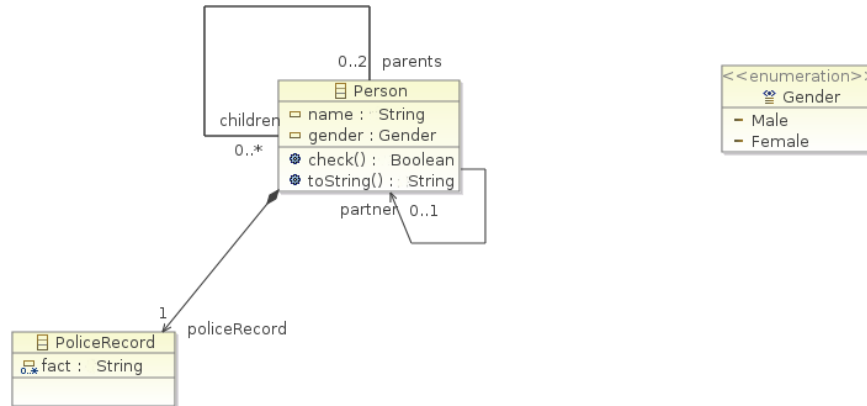 0..2 parents
Person
name : String
gender : Gender
children
0..*
check() : Boolean
toString() : String
partner 0..1
<<enumeration>>
Gender
Male
Female
1
policeRecord
PoliceRecord
0..* fact : String